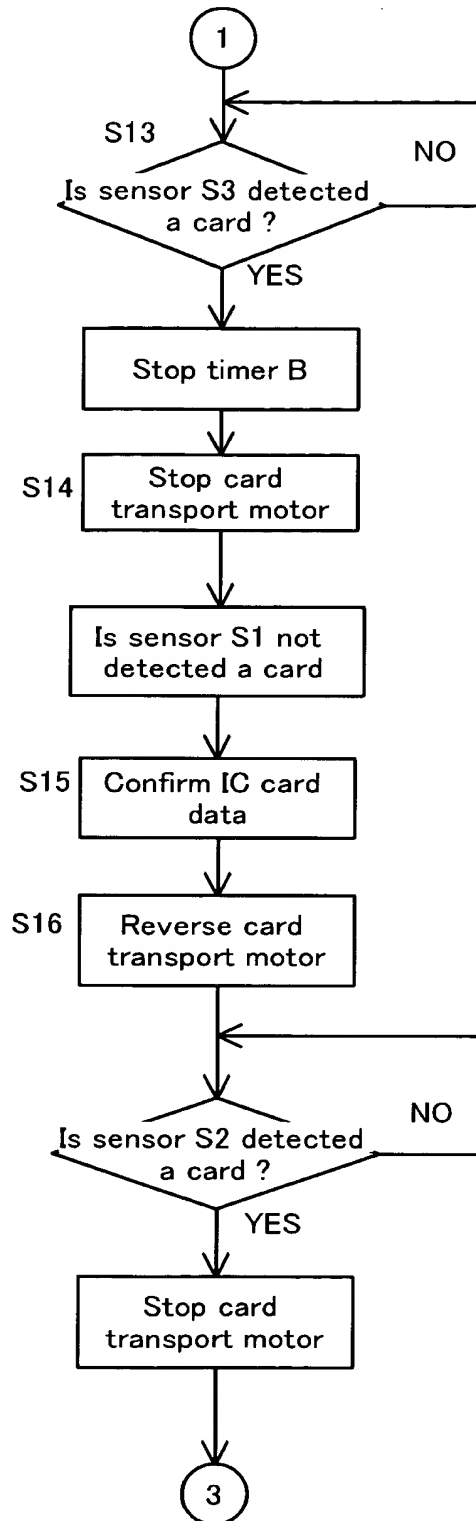 1
S13
NO
Is sensor S3 detected
a card ?
YES
Stop timer B
S14
Stop card
transport motor
Is sensor S1 not
detected a card
S15
Confirm IC card
data
S16
Reverse card
transport motor
NO
Is sensor S2 detected
a card ?
YES
Stop card
transport motor
3